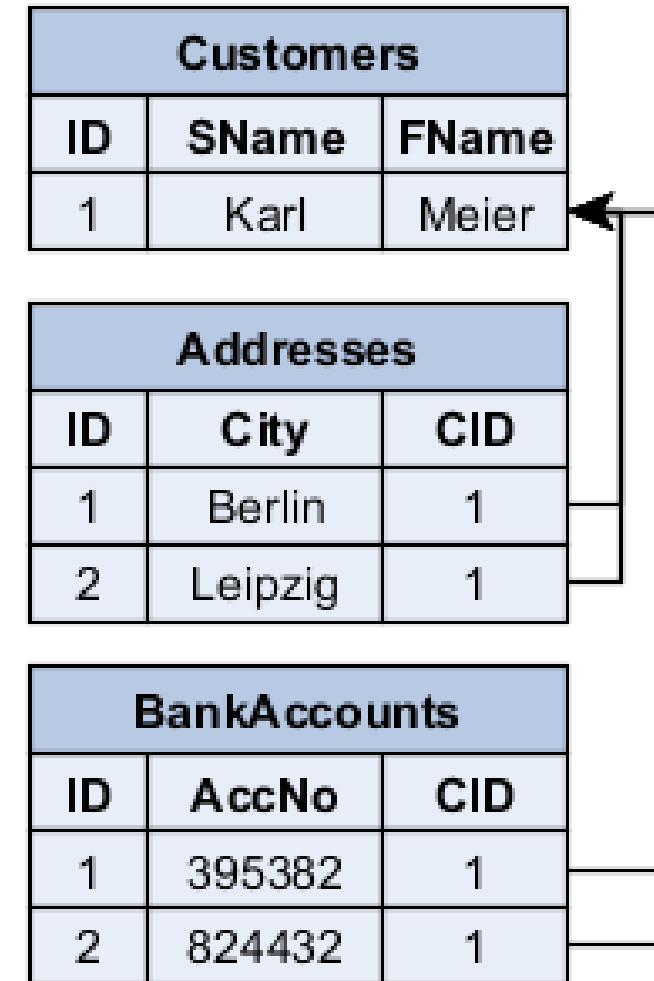 Customers
ID SName FName
1 Karl Meier
Addresses
ID City CID
1 Berlin 1
2 Leipzig 1
BankAccounts
ID AccNo CID
1 395382 1
2 824432 1